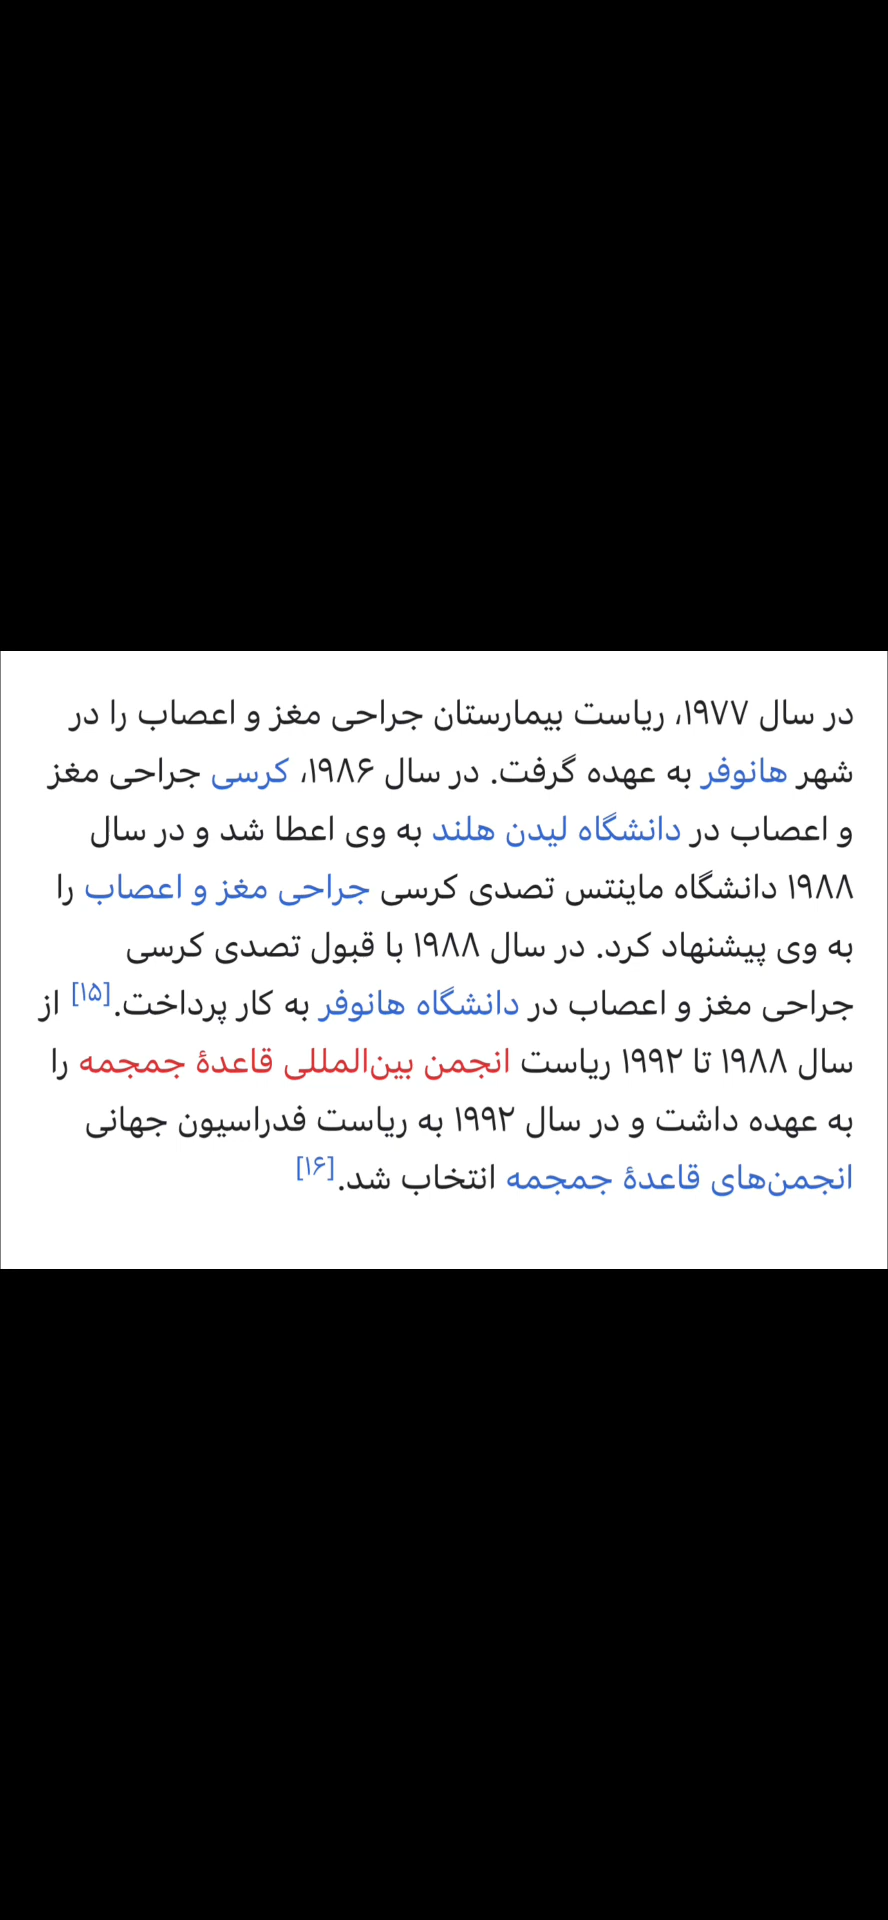 در سال ۱۹۷۷، ریاست بیمارستان جراحی مغز و اعصاب را در
شهر هانوفر به عهده گرفت. در سال ۱۹۸۶، کرسی جراحی مغز
و اعصاب در دانشگاه لیدن هلند به وی اعطا شد و در سال
۱۹۸۸ دانشگاه ماینتس تصدی کرسی جراحی مغز و اعصاب را
به وی پیشنهاد کرد. در سال ۱۹۸۸ با قبول تصدی کرسی
جراحی مغز و اعصاب در دانشگاه هانوفر به کار پرداخت.[۱۵] از
سال ۱۹۸۸ تا ۱۹۹۲ ریاست انجمن بین‌المللی قاعدهٔ جمجمه را
به عهده داشت و در سال ۱۹۹۲ به ریاست فدراسیون جهانی
انجمن‌های قاعدهٔ جمجمه انتخاب شد.[۱۶]